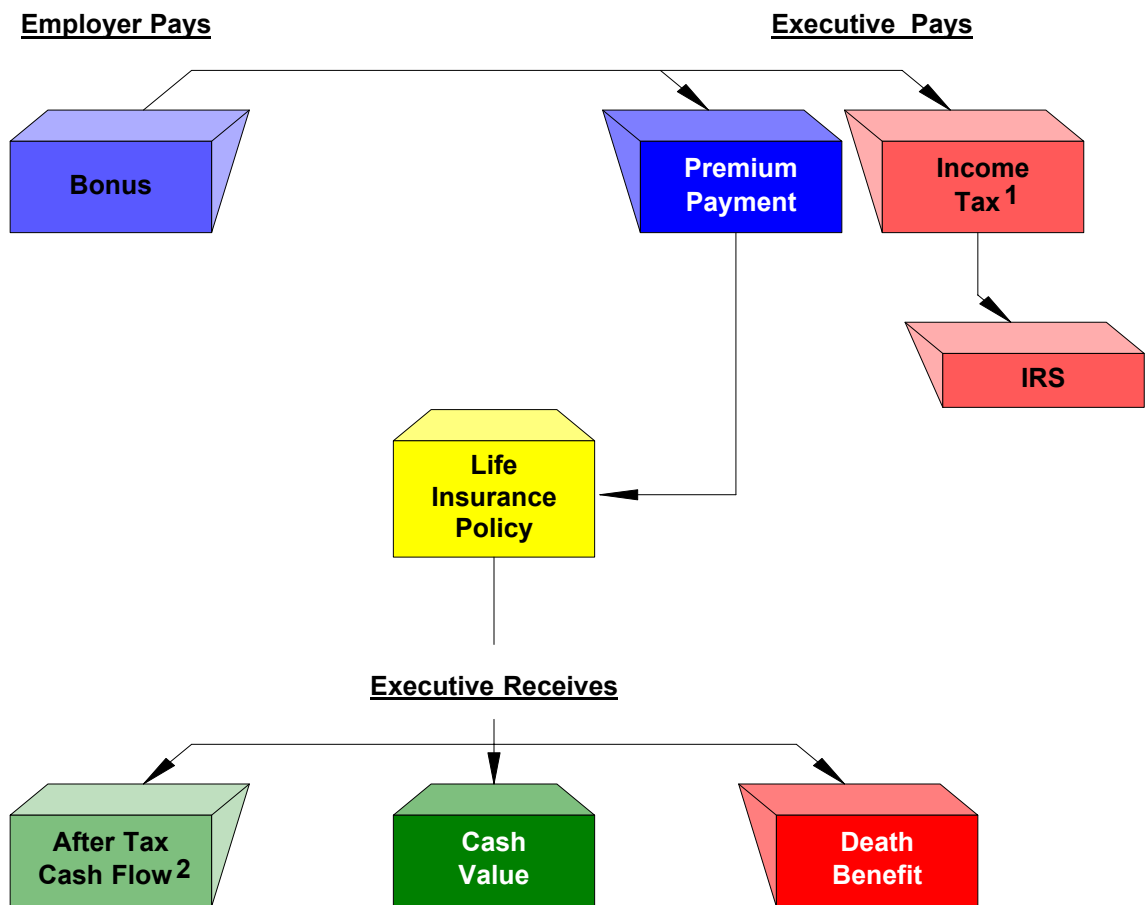 Employer Pays
Executive Pays
Bonus
Premium
Payment
Income
Tax 1
IRS
Life
Insurance
Policy
Executive Receives
After Tax
Cash Flow 2
Cash
Value
Death
Benefit